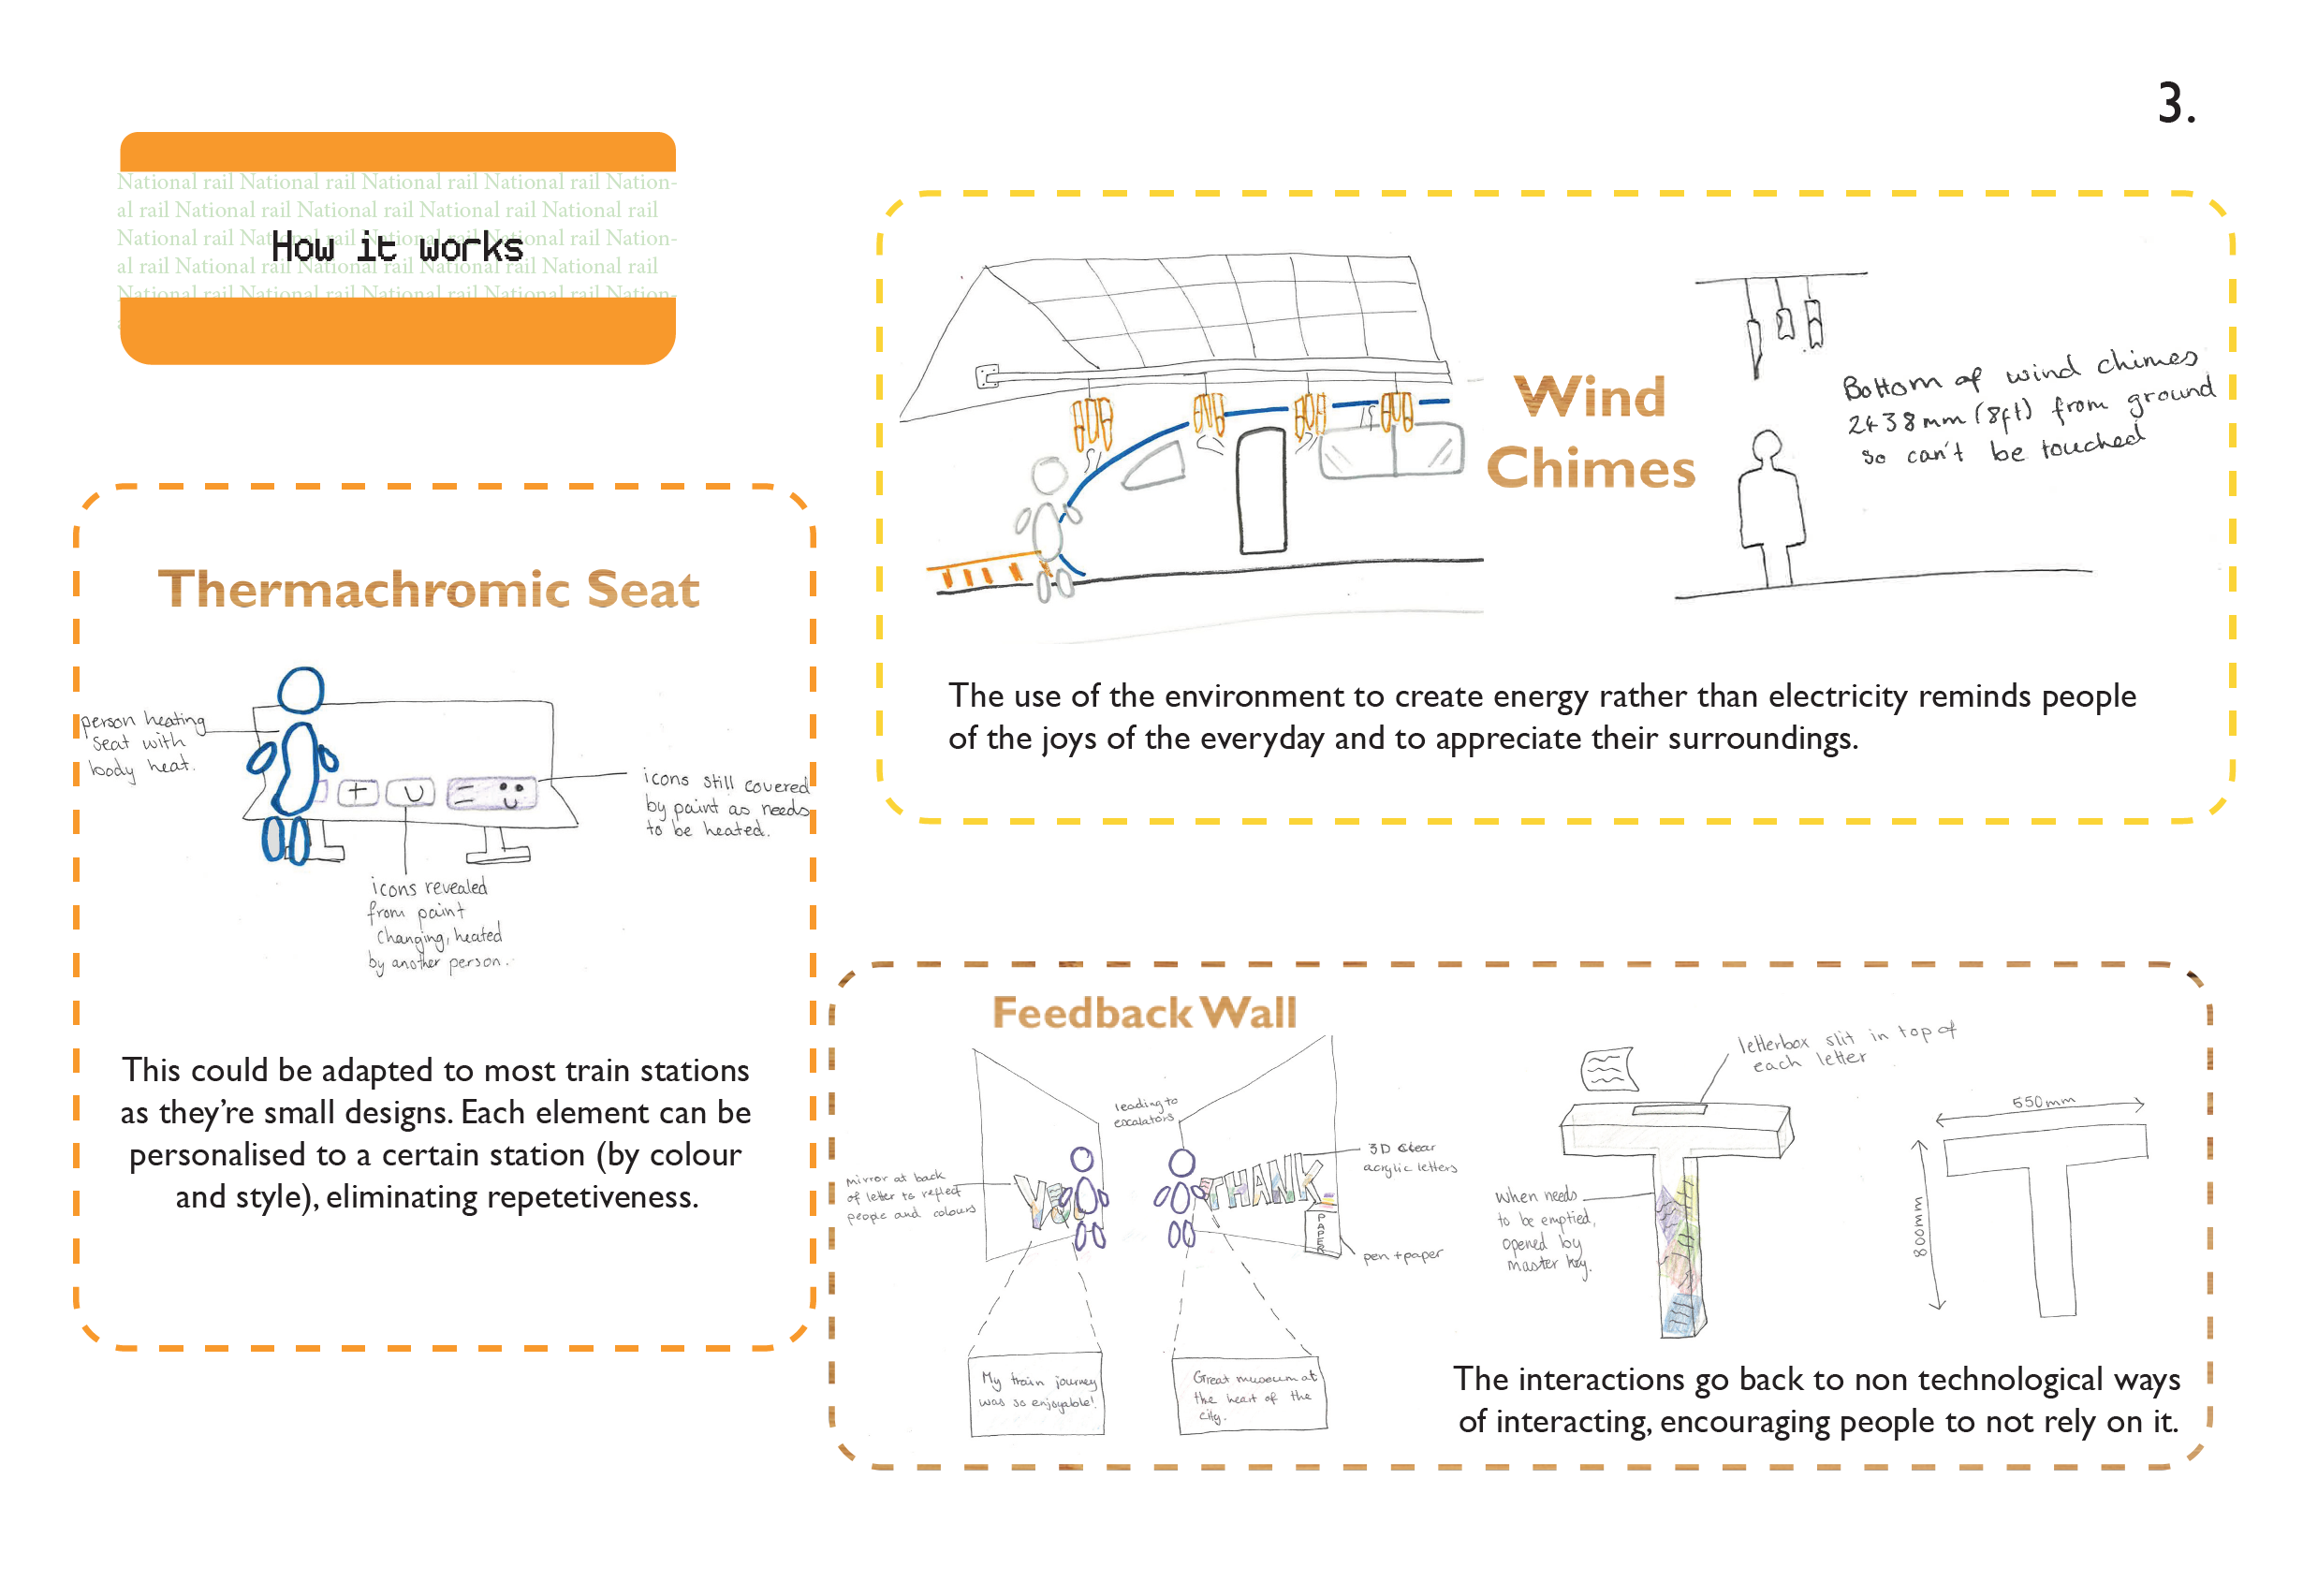 3.
National rail National rail National rail National rail Nation-
al rail National rail National rail National rail National rail
National rail National rail National rail National rail Nation-
al rail National rail National rail National rail National rail
National rail National rail National rail National rail Nation-
How it works
Thermachromic Seat
person heating
seat with
body heat.
icons still covered
by paint as needs
to be heated.
icons revealed
from paint
changing, heated
by another person.
This could be adapted to most train stations
as they're small designs. Each element can be
personalised to a certain station (by colour
and style), eliminating repetetiveness.
Wind
Chimes
Bottom of wind chimes
2438mm (8ft) from ground
so can't be touched
The use of the environment to create energy rather than electricity reminds people
of the joys of the everyday and to appreciate their surroundings.
Feedback Wall
leading to
escalators
mirror at back
of letter to reflect
people and colours
YOU
THANK
3D clear
acrylic letters
PAPER
pen + paper
My train journey
was so enjoyable!
Great museum at
the heart of the
city.
letterbox slit in top of
each letter
when needs
to be emptied,
opened by
master key.
550mm
800mm
The interactions go back to non technological ways
of interacting, encouraging people to not rely on it.